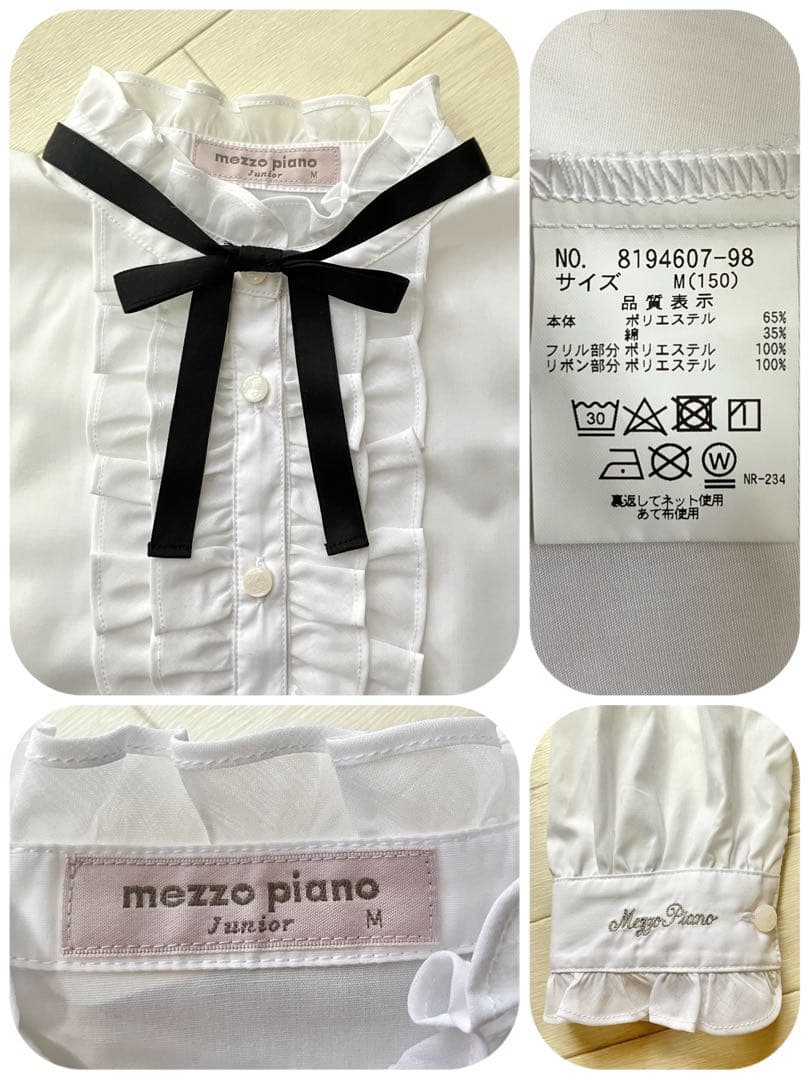 mezzo piano
Junior M
NO. 8194607-98
サイズ M(150)
品質表示
本体 ポリエステル 65%
綿 35%
フリル部分 ポリエステル 100%
リボン部分 ポリエステル 100%
30
1
W
NR-234
裏返してネット使用
あて布使用
mezzo piano
Junior M
Mezzo Piano